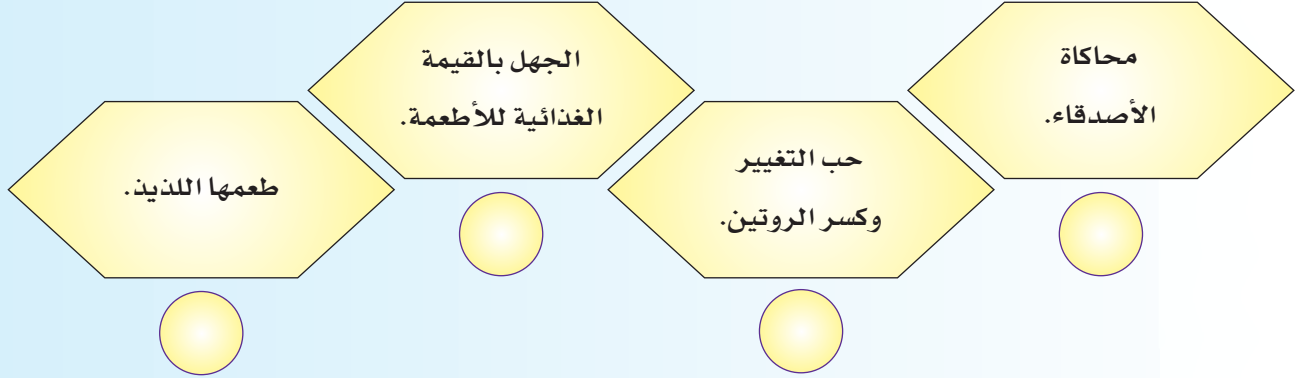 محاكاة
الأصدقاء.
حب التغيير
وكسر الروتين.
الجهل بالقيمة
الغذائية للأطعمة.
طعمها اللذيذ.